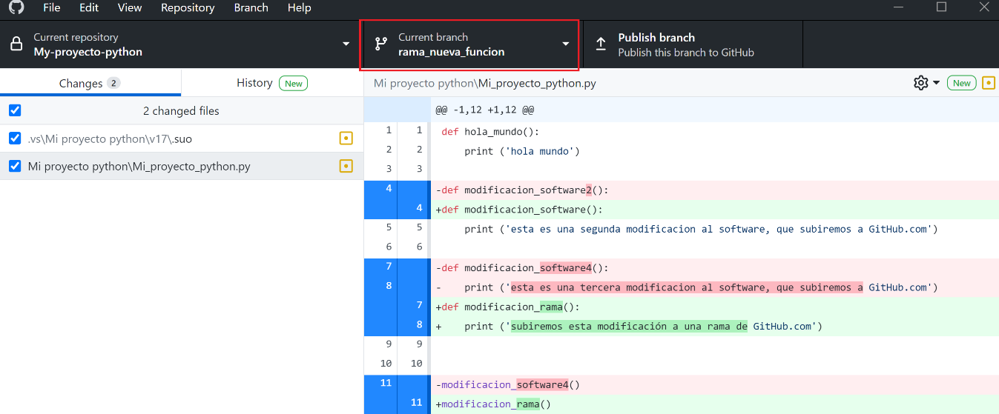 File Edit View Repository Branch Help
Current repository
My-proyecto-python
Current branch
rama_nueva_funcion
Publish branch
Publish this branch to GitHub
Changes 2
History New
2 changed files
.vs\Mi proyecto python\v17\.suo
Mi proyecto python\Mi_proyecto_python.py
Mi proyecto python\Mi_proyecto_python.py
New
@@ -1,12 +1,12 @@
1 1 def hola_mundo():
2 2 print ('hola mundo')
3 3
4 -def modificacion_software2():
4 +def modificacion_software():
5 5 print ('esta es una segunda modificacion al software, que subiremos a GitHub.com')
6 6
7 -def modificacion_software4():
8 - print ('esta es una tercera modificacion al software, que subiremos a GitHub.com')
7 +def modificacion_rama():
8 + print ('subiremos esta modificación a una rama de GitHub.com')
9 9
10 10
11 -modificacion_software4()
11 +modificacion_rama()